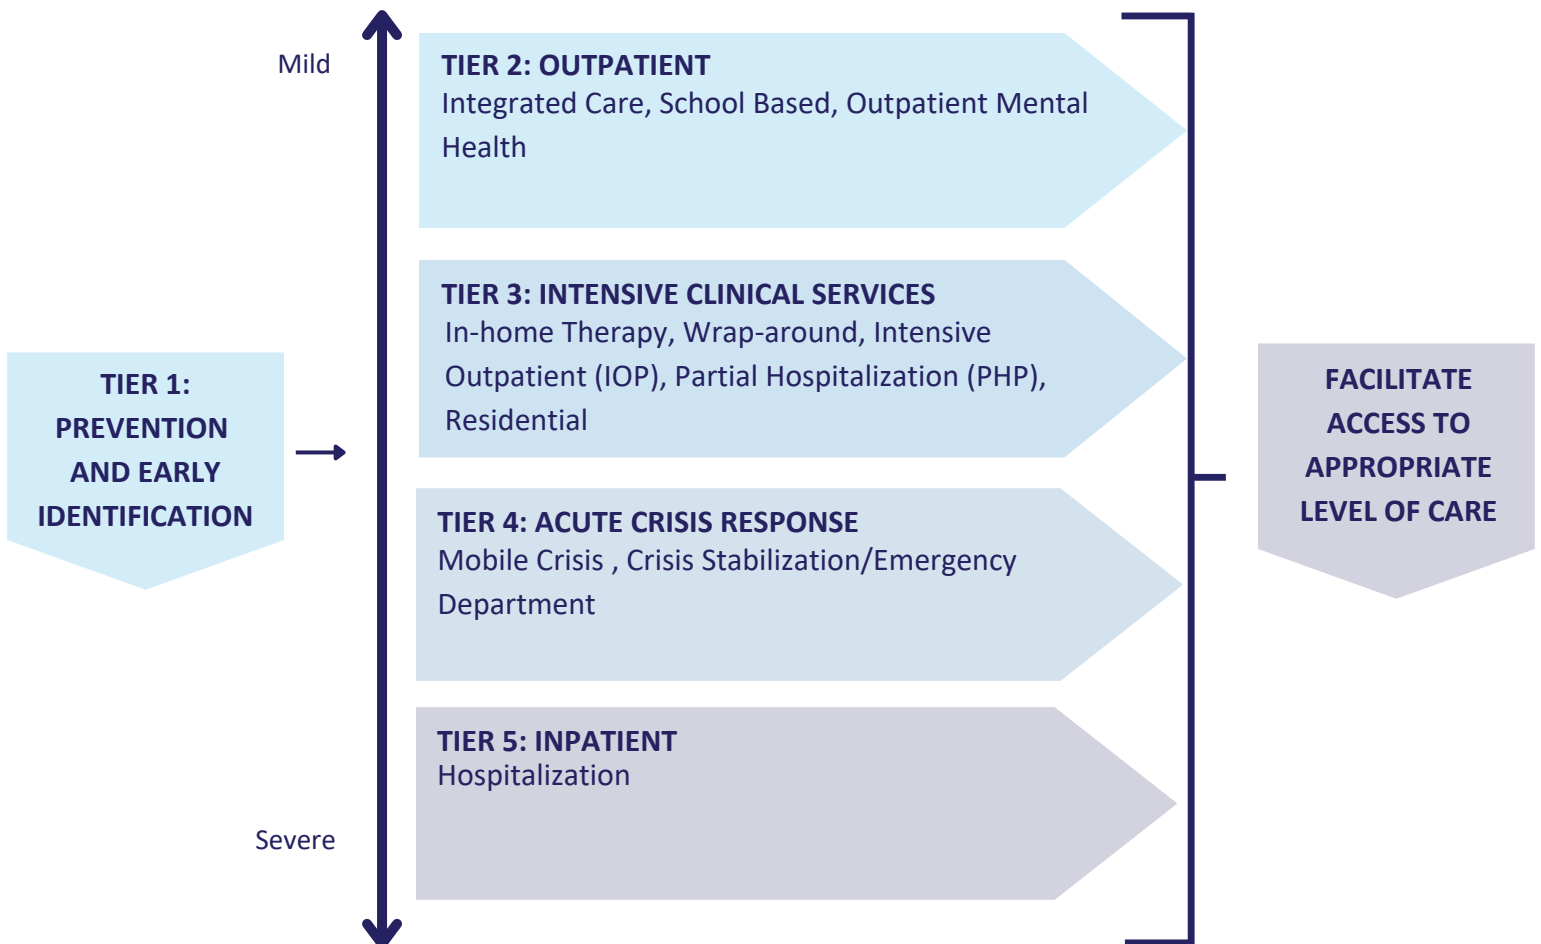 Mild
TIER 2: OUTPATIENT
Integrated Care, School Based, Outpatient Mental
Health
TIER 3: INTENSIVE CLINICAL SERVICES
In-home Therapy, Wrap-around, Intensive
Outpatient (IOP), Partial Hospitalization (PHP),
Residential
TIER 1:
PREVENTION
AND EARLY
IDENTIFICATION
FACILITATE
ACCESS TO
APPROPRIATE
LEVEL OF CARE
TIER 4: ACUTE CRISIS RESPONSE
Mobile Crisis , Crisis Stabilization/Emergency
Department
TIER 5: INPATIENT
Hospitalization
Severe